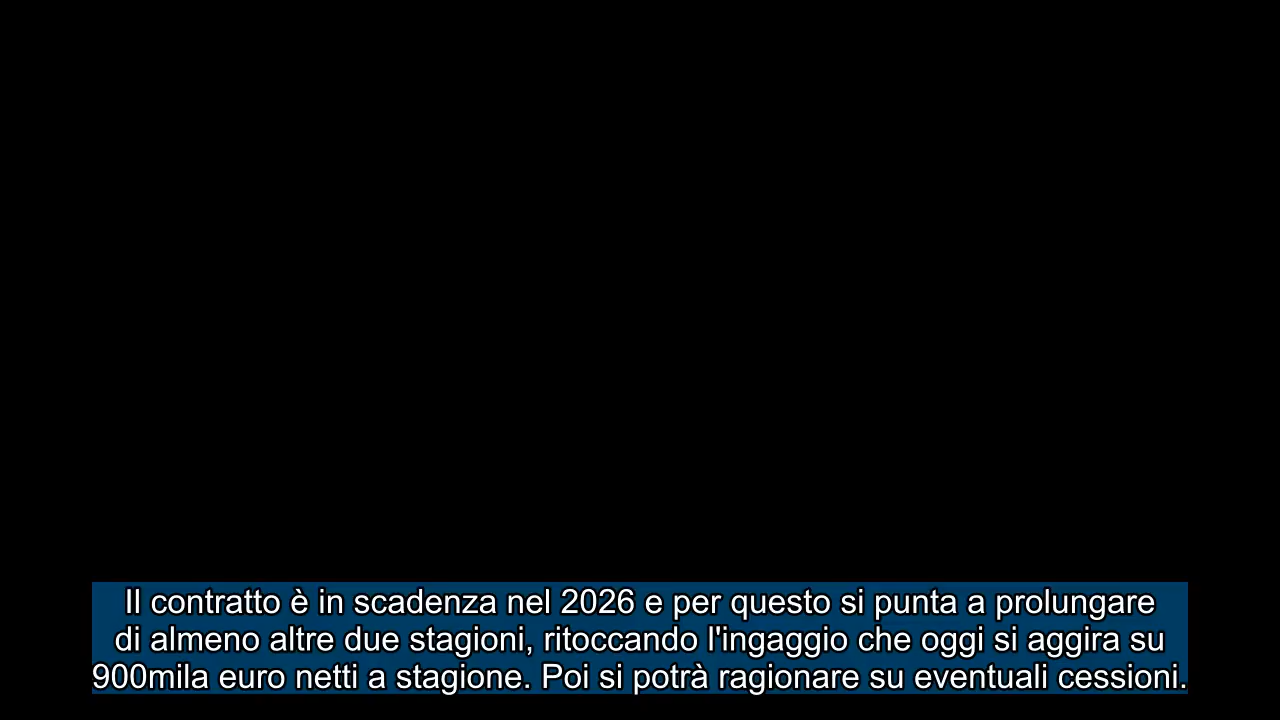 Il contratto è in scadenza nel 2026 e per questo si punta a prolungare
di almeno altre due stagioni, ritoccando l'ingaggio che oggi si aggira su
900mila euro netti a stagione. Poi si potrà ragionare su eventuali cessioni.